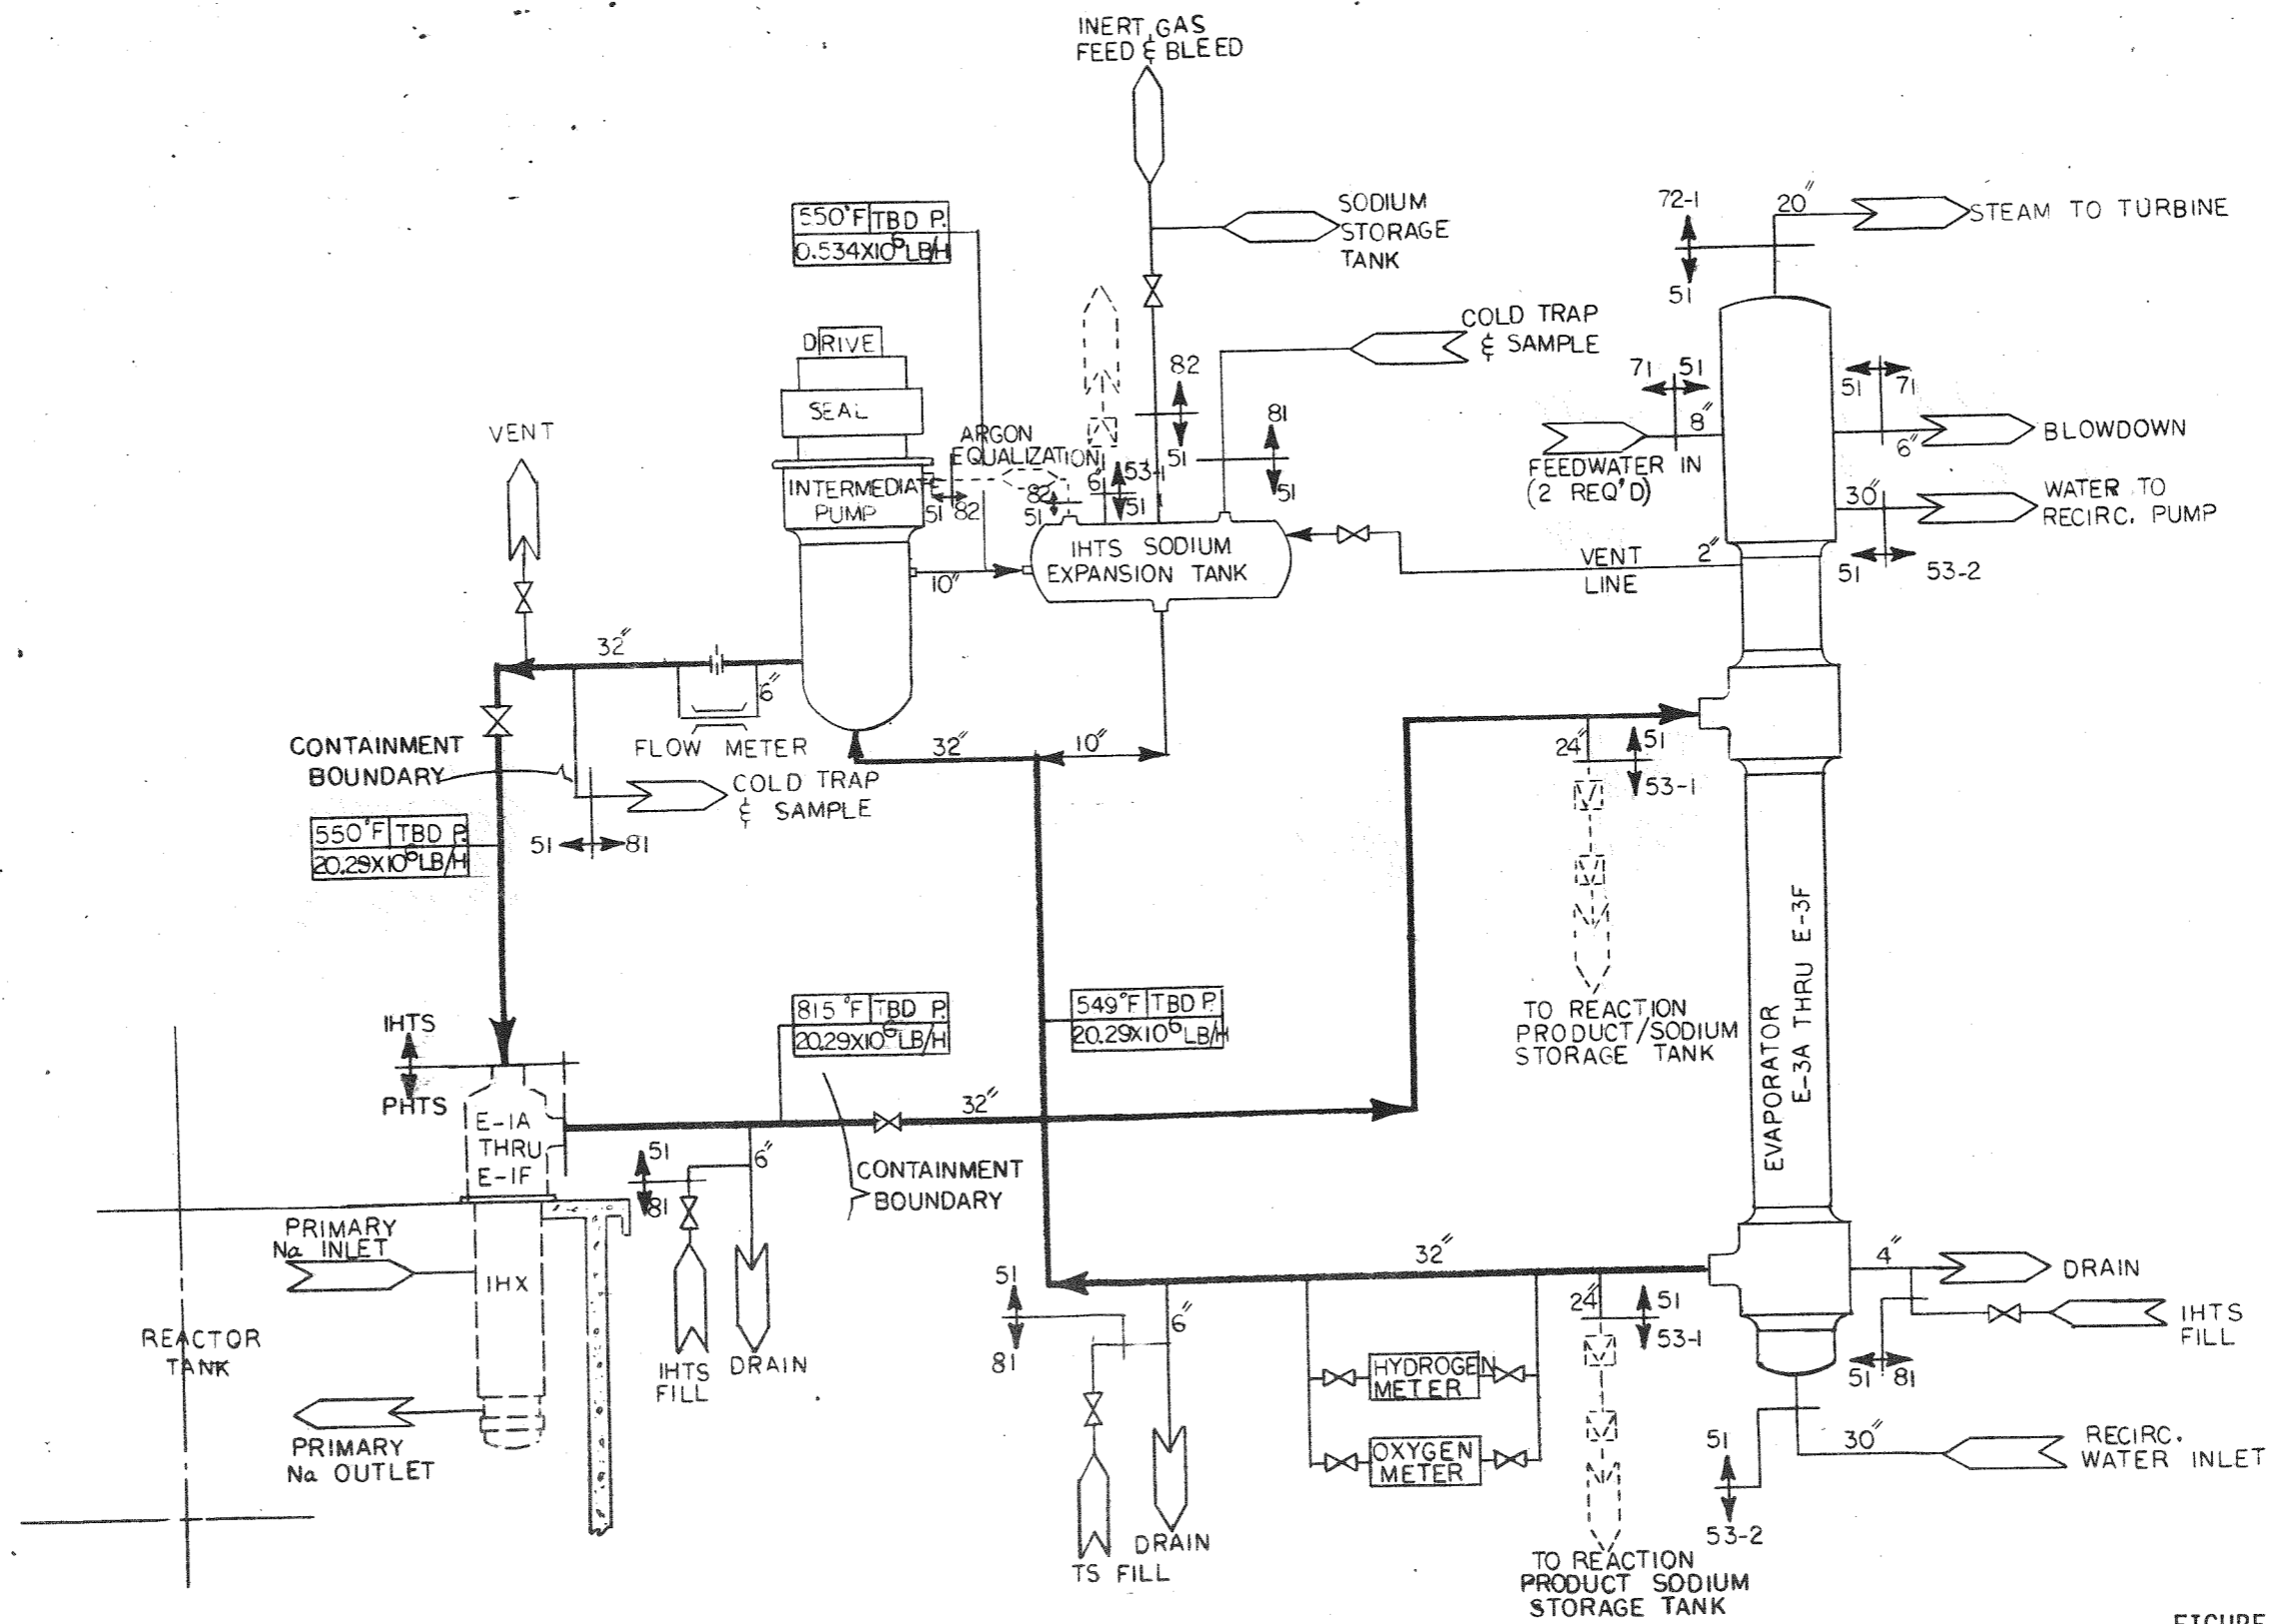 INERT GAS
FEED & BLEED
SODIUM
STORAGE
TANK
72-1
20"
STEAM TO TURBINE
51
550°F TBD P.
0.534X10⁶LB/H
DRIVE
COLD TRAP
& SAMPLE
82
71 51
51 71
SEAL
81
8"
BLOWDOWN
6"
VENT
ARGON
EQUALIZATION
51
FEEDWATER IN
(2 REQ'D)
6"
53-1
INTERMEDIATE
PUMP
51 82
82
51
51
51
30"
WATER TO
RECIRC. PUMP
IHTS SODIUM
EXPANSION TANK
10"
VENT
LINE
2"
51
53-2
32"
6"
FLOW METER
32"
10"
24"
51
53-1
CONTAINMENT
BOUNDARY
COLD TRAP
& SAMPLE
550°F TBD P.
20.29X10⁶LB/H
51 81
EVAPORATOR
E-3A THRU E-3F
TO REACTION
PRODUCT/SODIUM
STORAGE TANK
815°F TBD P.
20.29X10⁶LB/H
549°F TBD P.
20.29X10⁶LB/H
IHTS
PHTS
E-1A
THRU
E-1F
32"
51
81
6"
CONTAINMENT
BOUNDARY
PRIMARY
Na INLET
IHX
REACTOR
TANK
PRIMARY
Na OUTLET
IHTS
FILL
DRAIN
32"
51
81
6"
24"
51
53-1
4"
DRAIN
IHTS
FILL
51 81
HYDROGEN
METER
OXYGEN
METER
30"
RECIRC.
WATER INLET
51
53-2
DRAIN
TS FILL
TO REACTION
PRODUCT SODIUM
STORAGE TANK
FIGURE